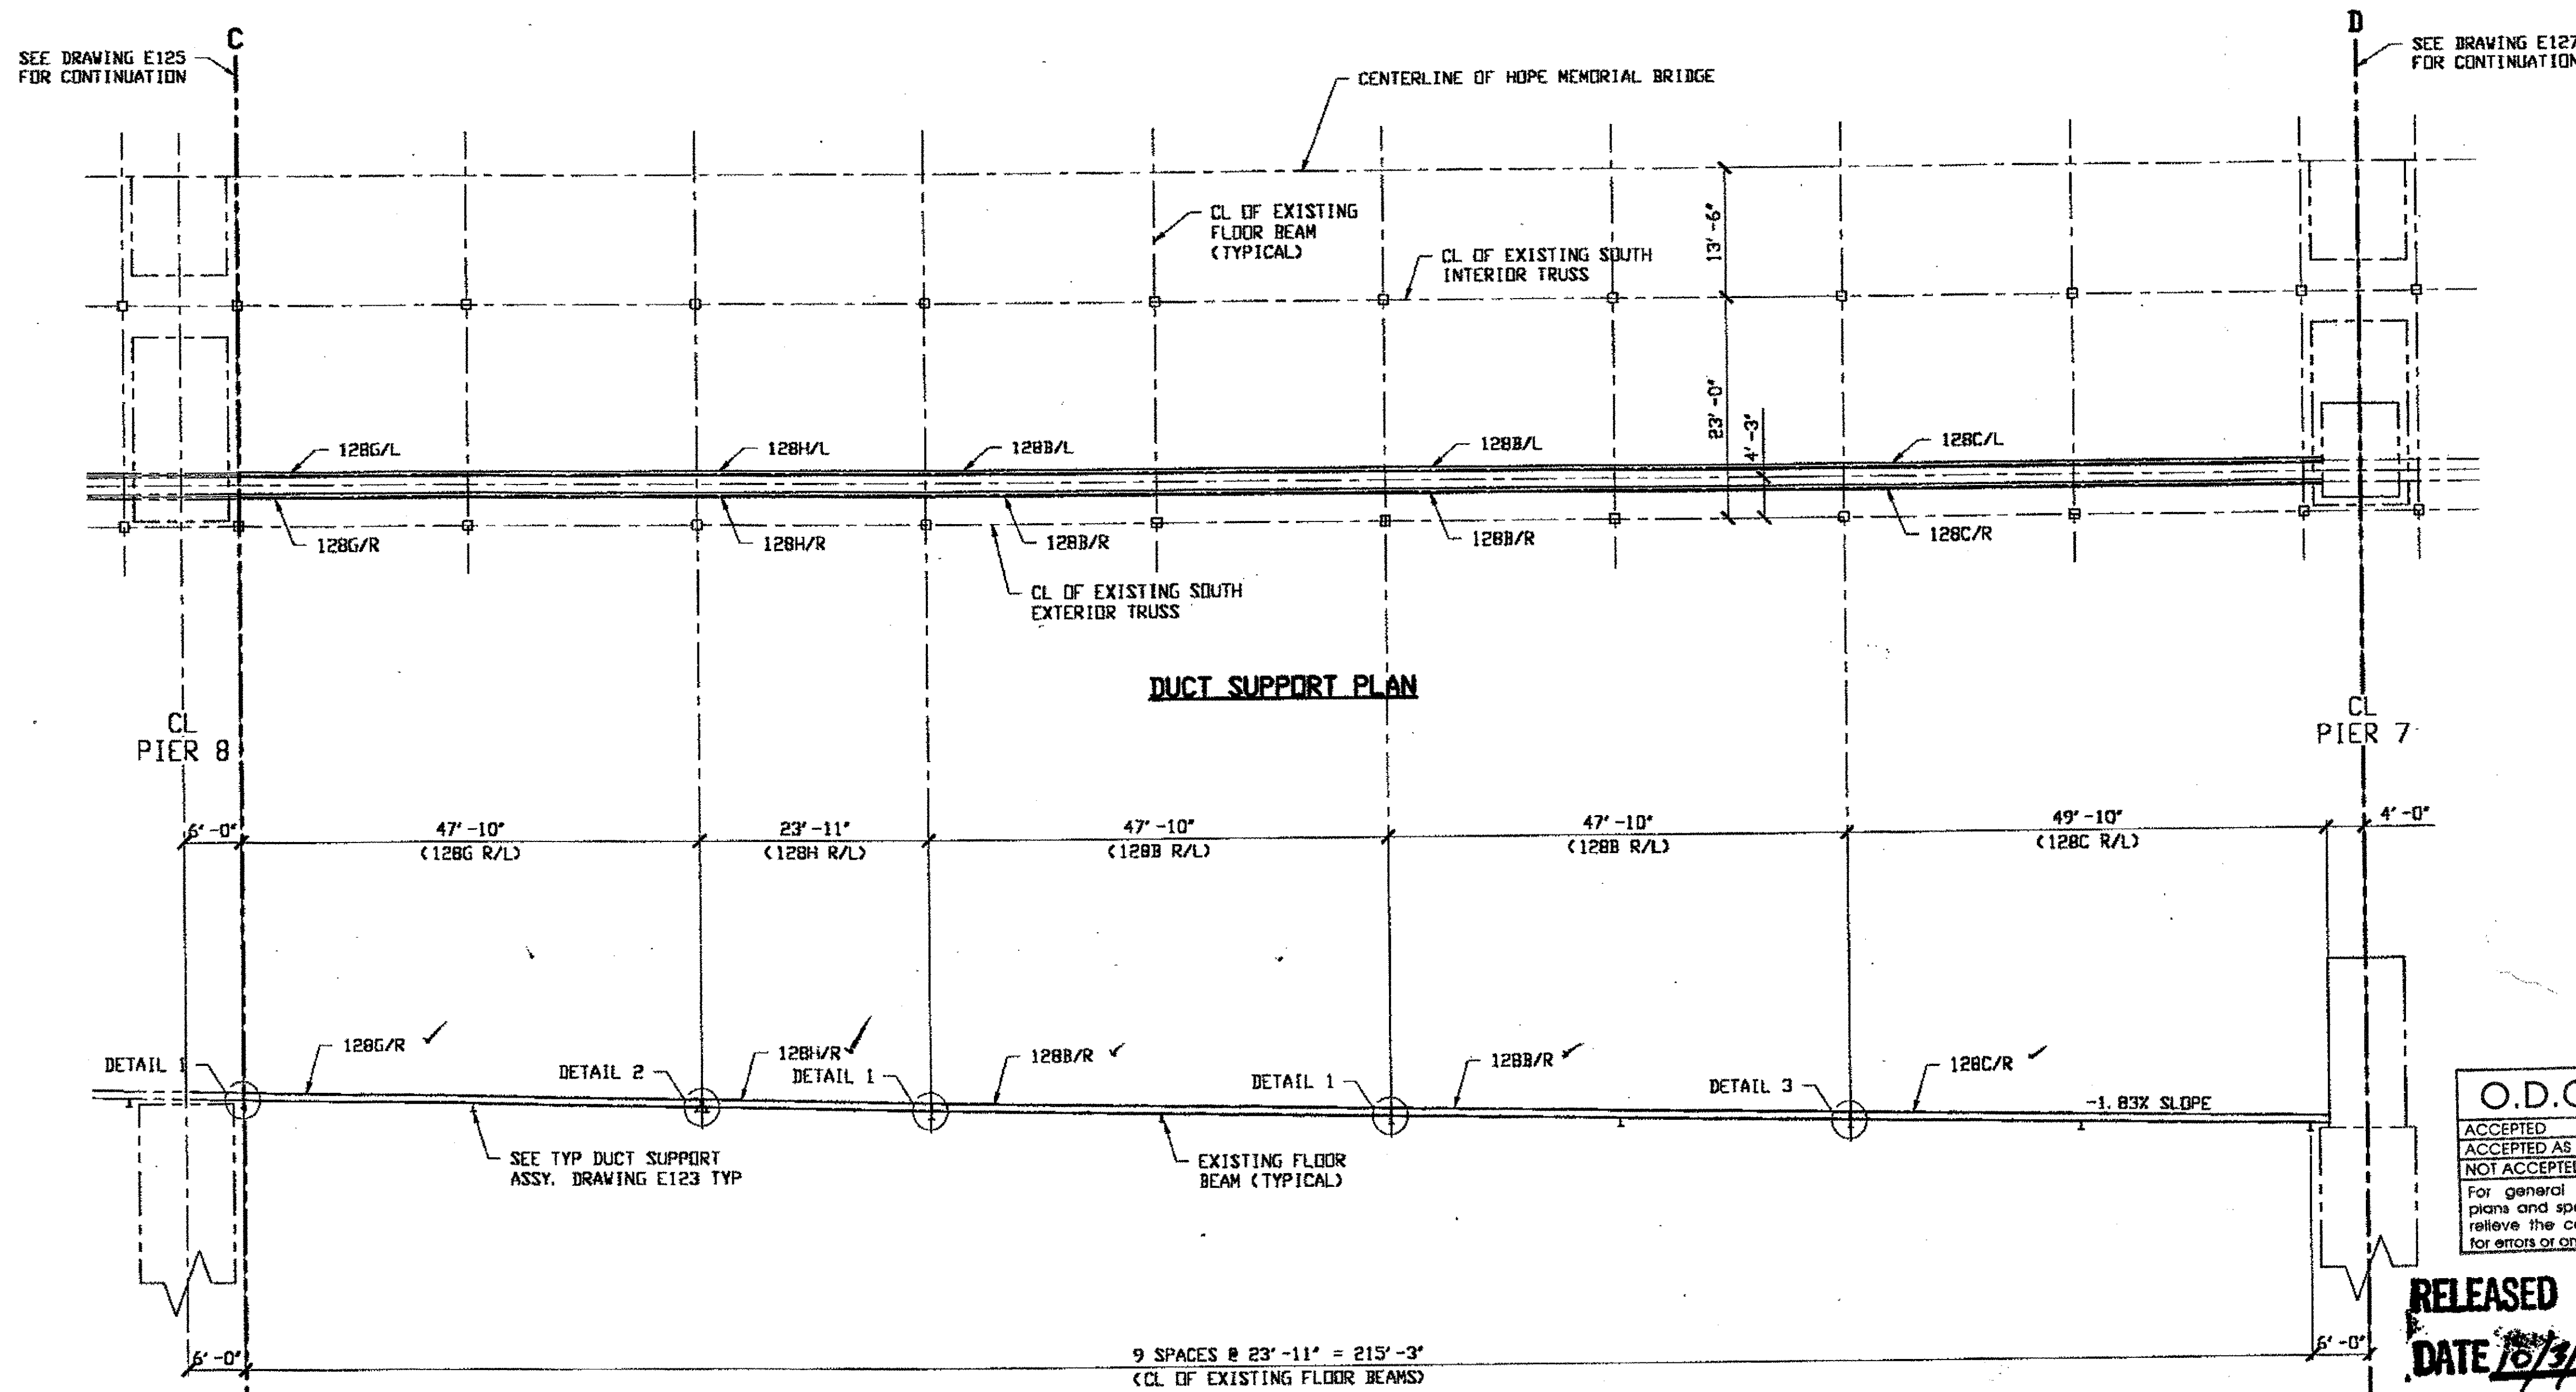 C
D
SEE DRAWING E125
FOR CONTINUATION
SEE DRAWING E127
FOR CONTINUATION
CENTERLINE OF HOPE MEMORIAL BRIDGE
CL OF EXISTING
FLOOR BEAM
(TYPICAL)
CL OF EXISTING SOUTH
INTERIOR TRUSS
13'-6"
23'-0"
4'-3"
128G/L
128H/L
128B/L
128B/L
128C/L
128G/R
128H/R
128B/R
128B/R
128C/R
CL OF EXISTING SOUTH
EXTERIOR TRUSS
DUCT SUPPORT PLAN
CL
PIER 8
CL
PIER 7
6'-0"
47'-10"
(128G R/L)
23'-11"
(128H R/L)
47'-10"
(128B R/L)
47'-10"
(128B R/L)
49'-10"
(128C R/L)
4'-0"
DETAIL 1
128G/R
DETAIL 2
128H/R
DETAIL 1
128B/R
DETAIL 1
128B/R
DETAIL 3
128C/R
-1.83% SLOPE
SEE TYP DUCT SUPPORT
ASSY. DRAWING E123 TYP
EXISTING FLOOR
BEAM (TYPICAL)
O.D.
ACCEPTED
ACCEPTED AS
NOT ACCEPTED
For general
plans and
relieve the
for errors or
RELEASED
DATE 10/3/
6'-0"
9 SPACES @ 23'-11" = 215'-3"
(CL OF EXISTING FLOOR BEAMS)
6'-0"